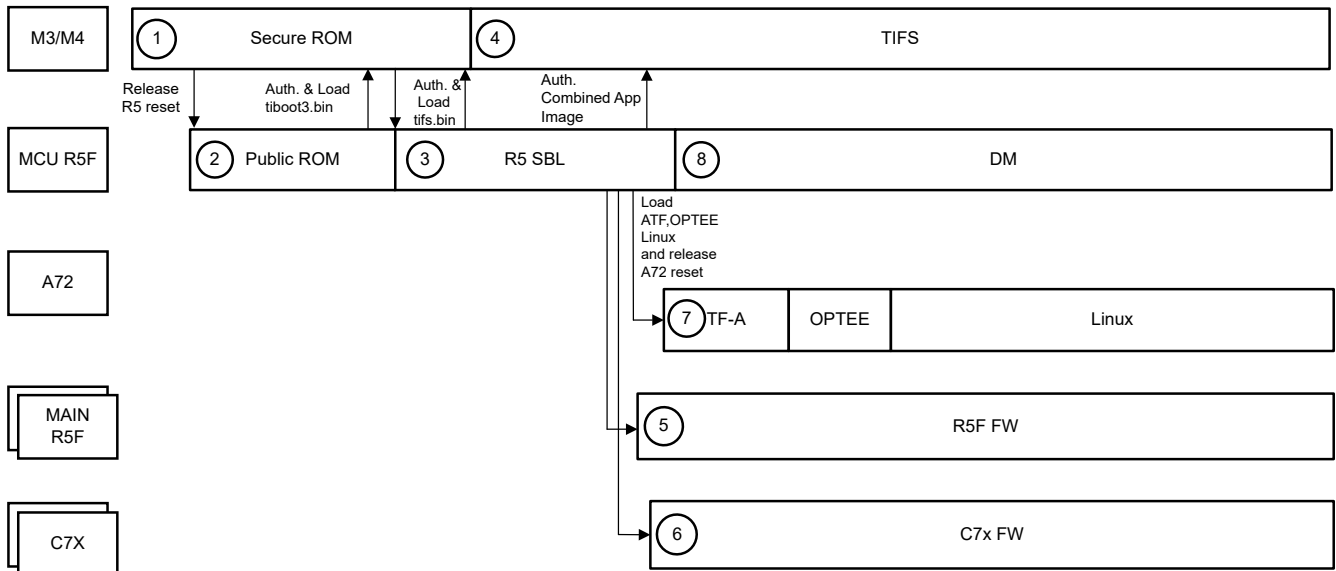 M3/M4
1
Secure ROM
4
TIFS
Release
R5 reset
Auth. & Load
tiboot3.bin
Auth. &
Load
tifs.bin
Auth.
Combined App
Image
MCU R5F
2
Public ROM
3
R5 SBL
8
DM
Load
ATF,OPTEE
Linux
and release
A72 reset
A72
7
TF-A
OPTEE
Linux
MAIN
R5F
5
R5F FW
C7X
6
C7x FW